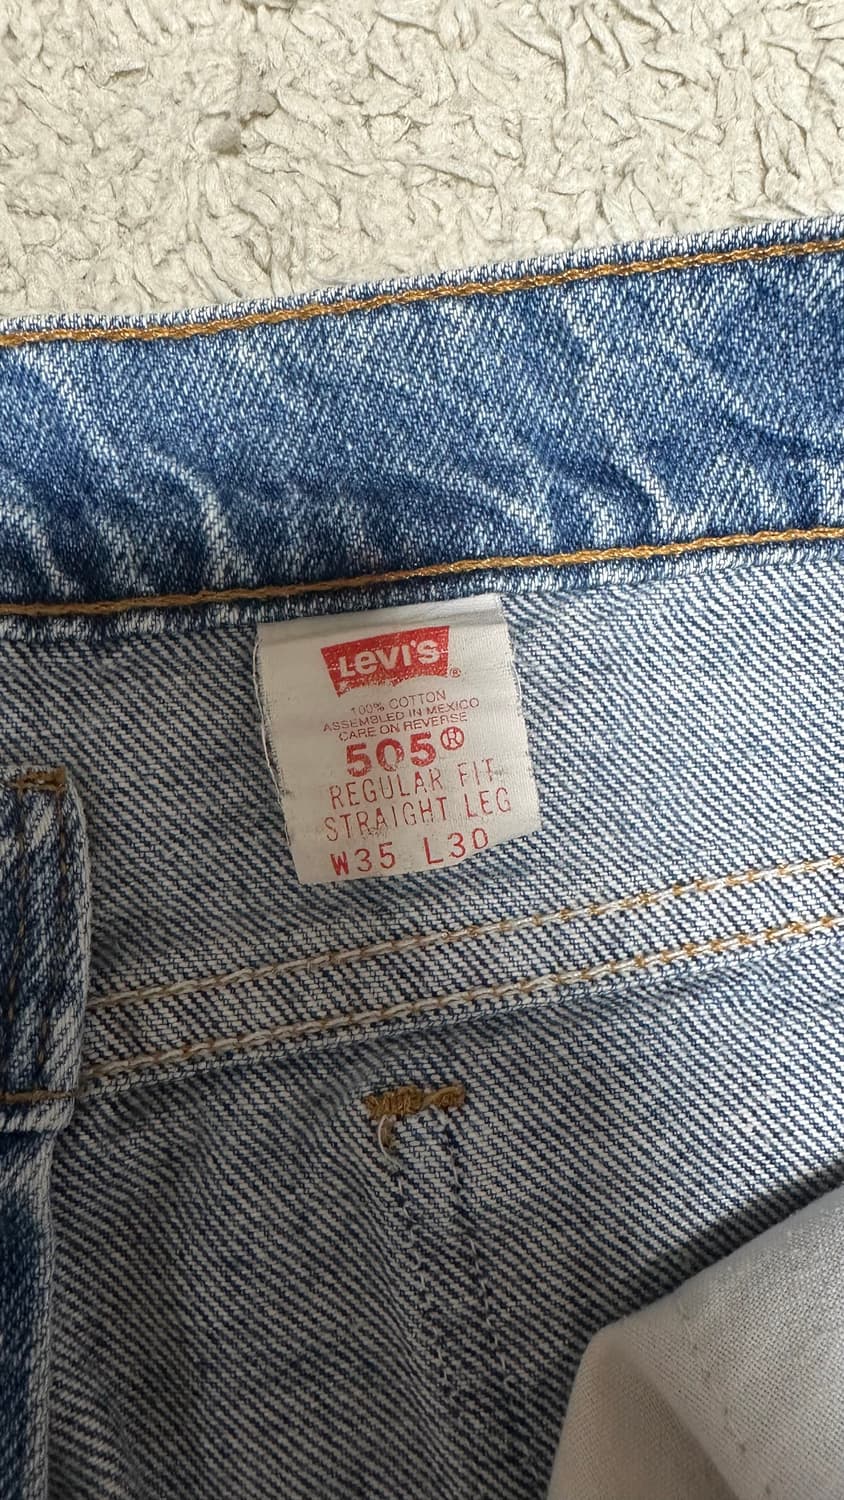 LEVI'S ®
100% COTTON
ASSEMBLED IN MEXICO
CARE ON REVERSE
505®
REGULAR FIT
STRAIGHT LEG
W35 L30